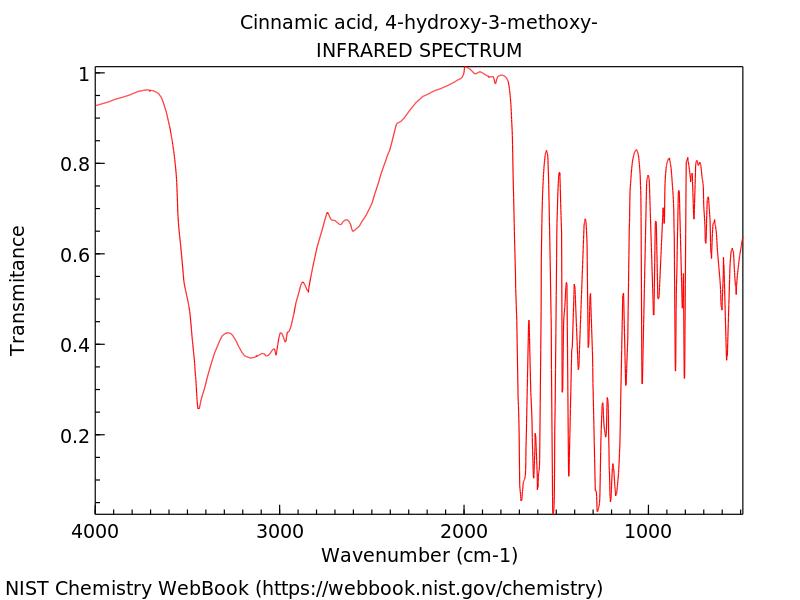 Cinnamic acid, 4-hydroxy-3-methoxy-
INFRARED SPECTRUM
1
0.8
0.6
0.4
0.2
Transmitance
4000 3000 2000 1000
Wavenumber (cm-1)
NIST Chemistry WebBook (https://webbook.nist.gov/chemistry)